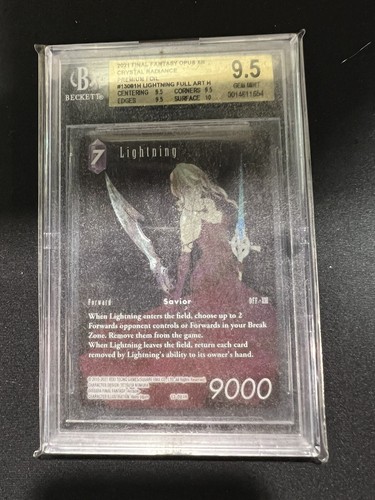 BECKETT
2021 FINAL FANTASY OPUS XIII
CRYSTAL RADIANCE
PREMIUM FOIL
#13091H LIGHTNING FULL ART H
CENTERING 9.5 CORNERS 9.5
EDGES 9.5 SURFACE 10
9.5
GEM MINT
7
Lightning
Forward Savior
When Lightning enters the field, choose up to 2
Forwards opponent controls or Forwards in your Break
Zone. Remove them from the game.
When Lightning leaves the field, return each card
removed by Lightning's ability to its owner's hand.
9000